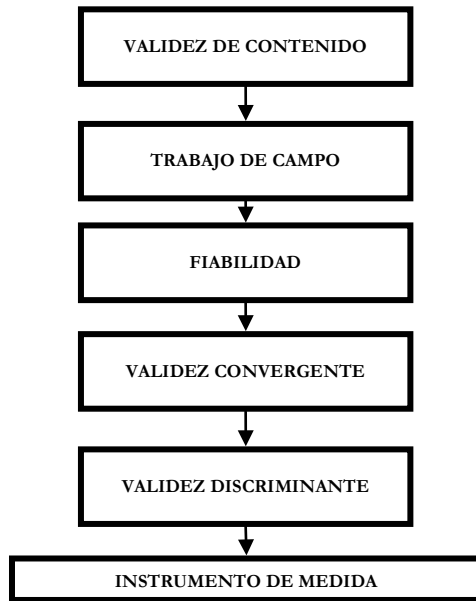 VALIDEZ DE CONTENIDO
TRABAJO DE CAMPO
FIABILIDAD
VALIDEZ CONVERGENTE
VALIDEZ DISCRIMINANTE
INSTRUMENTO DE MEDIDA